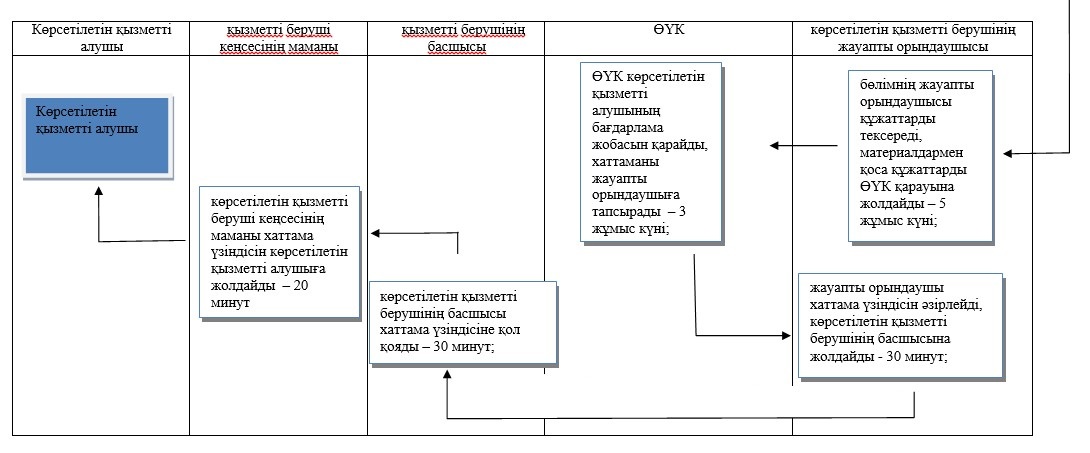 Көрсетілетін қызметті
алушы
қызметті беруші
кеңсесінің маманы
қызметті берушінің
басшысы
ӨҮК
көрсетілетін қызметті берушінің
жауапты орындаушысы
Көрсетілетін
қызметті алушы
көрсетілетін қызметті
беруші кеңсесінің
маманы хаттама
үзіндісін көрсетілетін
қызметті алушыға
жолдайды – 20
минут
көрсетілетін қызметті
берушінің басшысы
хаттама үзіндісіне қол
қояды – 30 минут;
ӨҮК көрсетілетін
қызметті
алушының
бағдарлама
жобасын қарайды,
хаттаманы
жауапты
орындаушыға
тапсырады – 3
жұмыс күні;
бөлімнің жауапты
орындаушысы
құжаттарды
тексереді,
материалдармен
қоса құжаттарды
ӨҮК қарауына
жолдайды – 5
жұмыс күні;
жауапты орындаушы
хаттама үзіндісін әзірлейді,
көрсетілетін қызметті
берушінің басшысына
жолдайды - 30 минут;